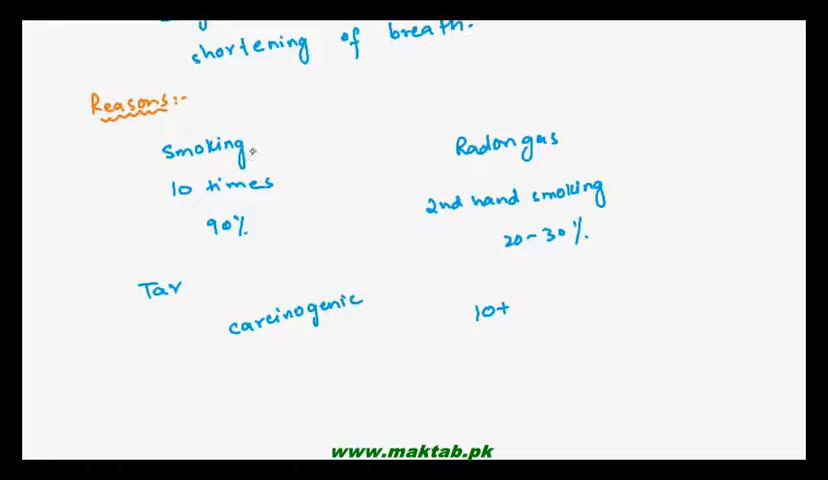 shortening of breath.
Reasons:-
smoking
Radon gas
10 times
2nd hand smoking
90%
20-30%
Tar
carcinogenic
10+
www.maktab.pk